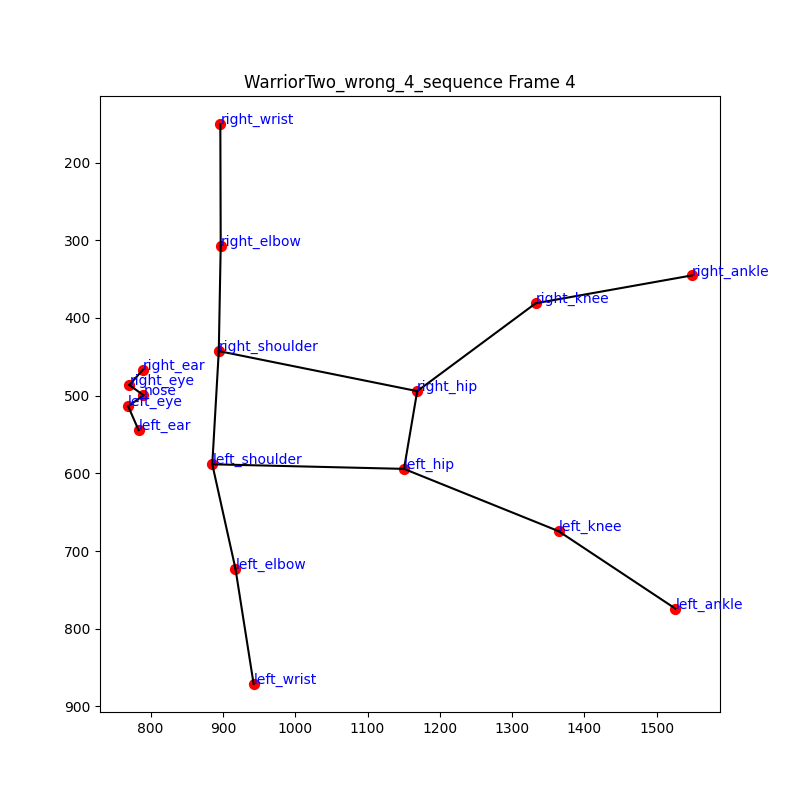 WarriorTwo_wrong_4_sequence Frame 4
right_wrist
right_elbow
right_ankle
right_knee
right_shoulder
right_ear
right_eye
nose
left_eye
right_hip
left_ear
left_shoulder
left_hip
left_knee
left_elbow
left_ankle
left_wrist
200
300
400
500
600
700
800
900
800 900 1000 1100 1200 1300 1400 1500